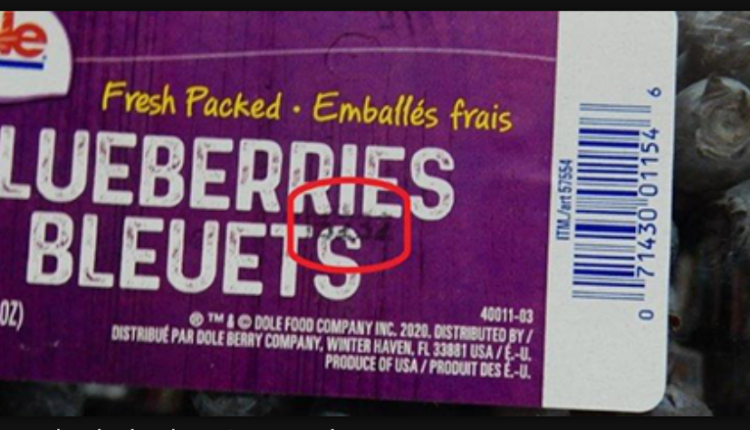 le
Fresh Packed · Emballés frais
LUEBERRIES
BLEUETS
OZ)
40011-03
® ™ & © DOLE FOOD COMPANY INC. 2020. DISTRIBUTED BY /
DISTRIBUÉ PAR DOLE BERRY COMPANY, WINTER HAVEN, FL 33881 USA / É.-U.
PRODUCE OF USA / PRODUIT DES É.-U.
ITM./art 57554
0 71430 01154 6